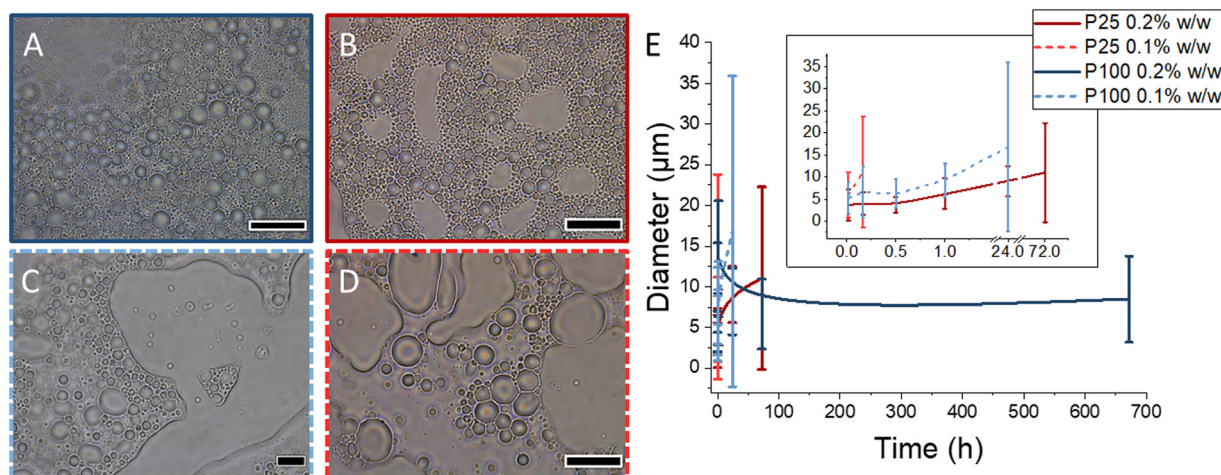 A
B
C
D
E
P25 0.2% w/w
P25 0.1% w/w
P100 0.2% w/w
P100 0.1% w/w
40
35
30
25
20
15
10
5
0
Diameter (µm)
35
30
25
20
15
10
5
0
0.0 0.5 1.0 24.0 72.0
0 100 200 300 400 500 600 700
Time (h)